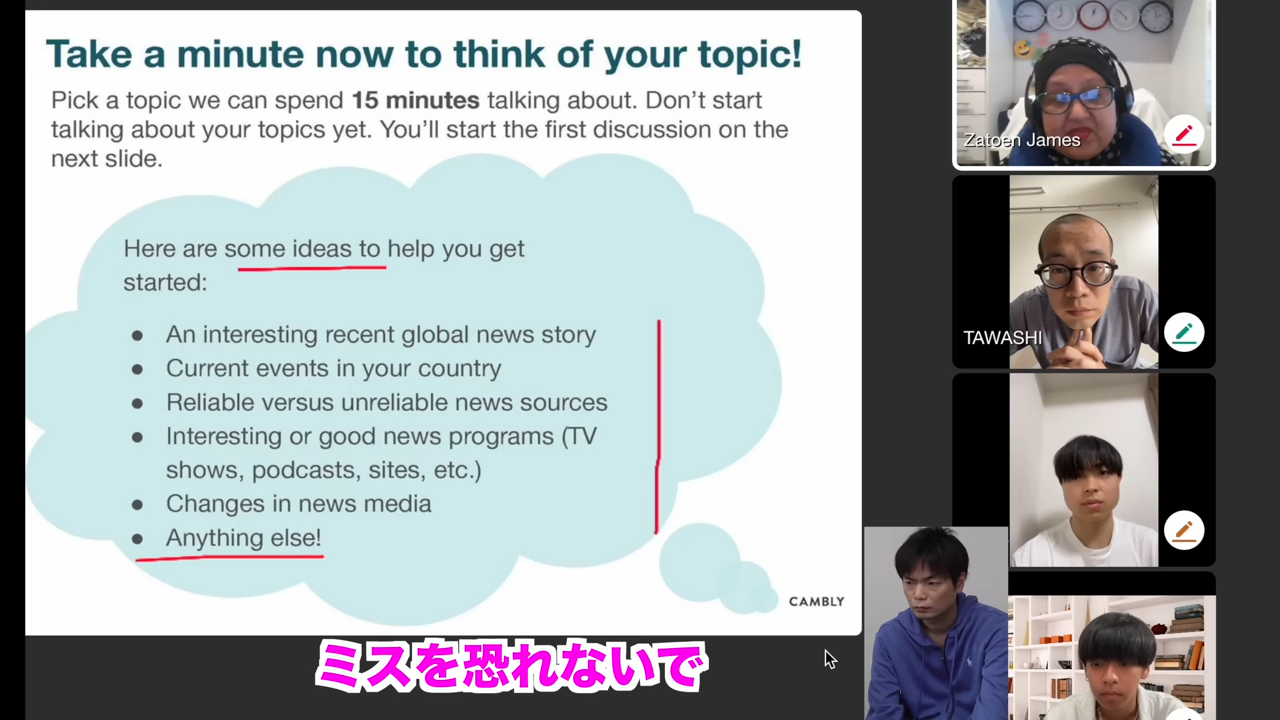 Take a minute now to think of your topic!
Pick a topic we can spend 15 minutes talking about. Don’t start
talking about your topics yet. You’ll start the first discussion on the
next slide.
Here are some ideas to help you get
started:
● An interesting recent global news story
● Current events in your country
● Reliable versus unreliable news sources
● Interesting or good news programs (TV
shows, podcasts, sites, etc.)
● Changes in news media
● Anything else!
CAMBLY
Zatoen James
TAWASHI
ミスを恐れないで